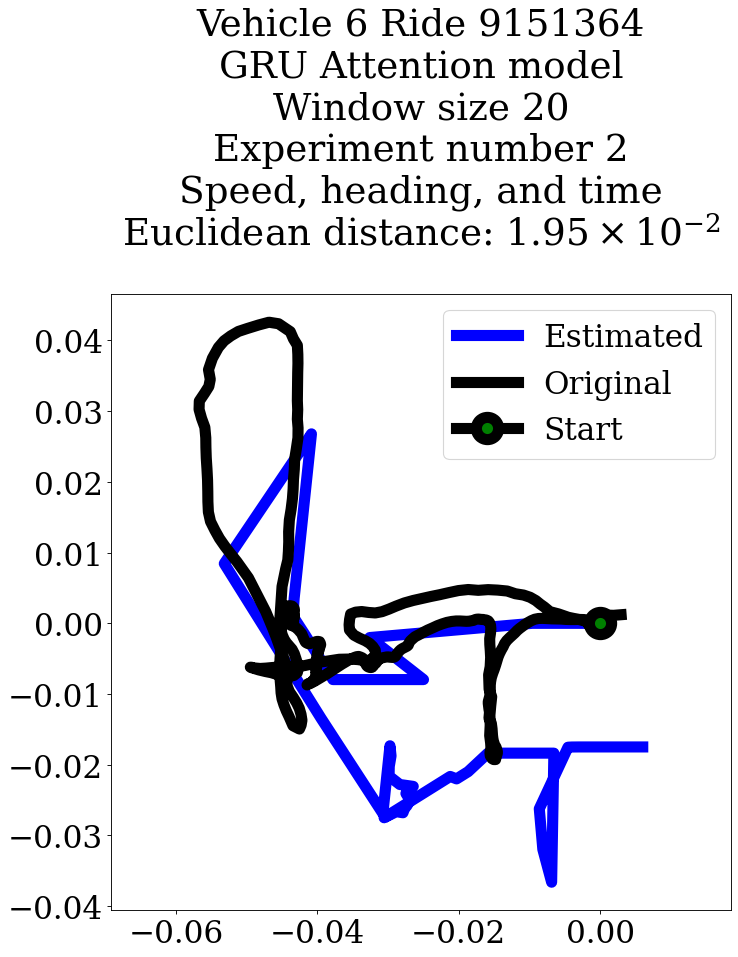 Vehicle 6 Ride 9151364
GRU Attention model
Window size 20
Experiment number 2
Speed, heading, and time
Euclidean distance: 1.95 × 10⁻²
Estimated
Original
Start
0.04
0.03
0.02
0.01
0.00
−0.01
−0.02
−0.03
−0.04
−0.06 −0.04 −0.02 0.00